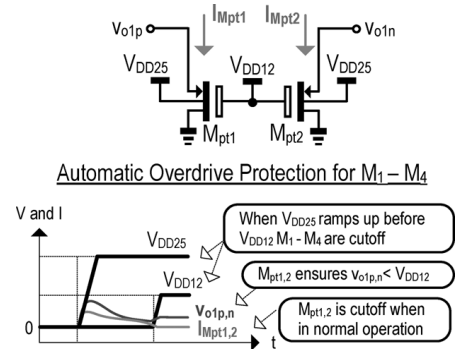 I_Mpt1 I_Mpt2
v_o1p v_o1n
V_DD25 V_DD12 V_DD25
M_pt1 M_pt2
Automatic Overdrive Protection for M_1 – M_4
V and I
V_DD25
When V_DD25 ramps up before
V_DD12 M_1 - M_4 are cutoff
V_DD12
M_pt1,2 ensures v_o1p,n < V_DD12
v_o1p,n
I_Mpt1,2
M_pt1,2 is cutoff when
in normal operation
0
t